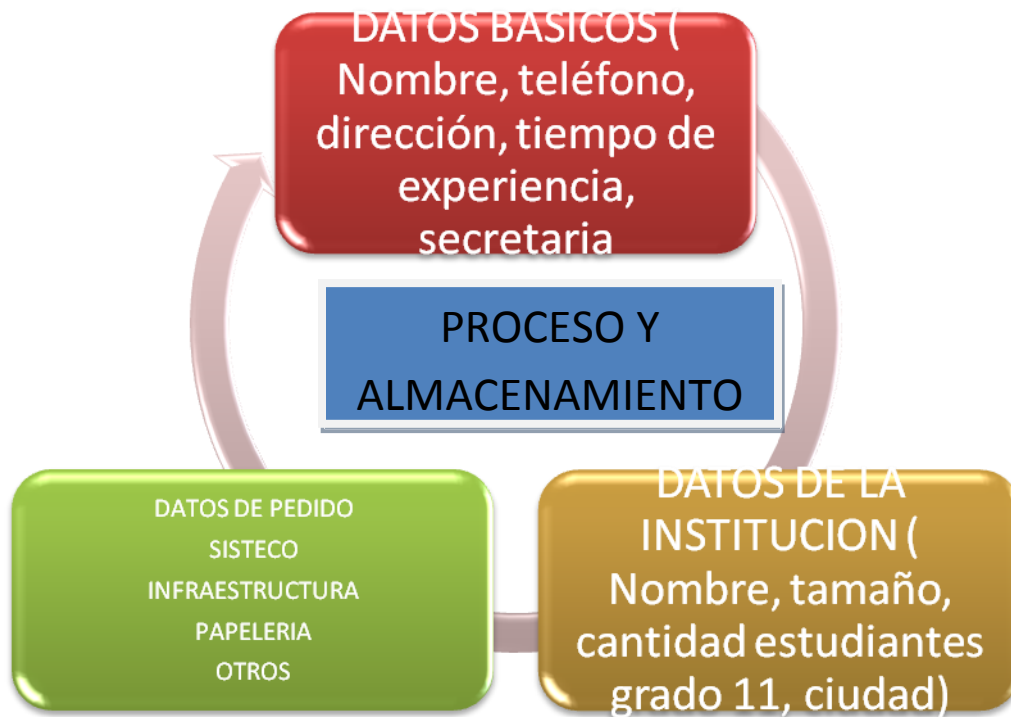 DATOS BASICOS (
Nombre, teléfono,
dirección, tiempo de
experiencia,
secretaria
PROCESO Y
ALMACENAMIENTO
DATOS DE PEDIDO
SISTECO
INFRAESTRUCTURA
PAPELERIA
OTROS
DATOS DE LA
INSTITUCION (
Nombre, tamaño,
cantidad estudiantes
grado 11, ciudad)